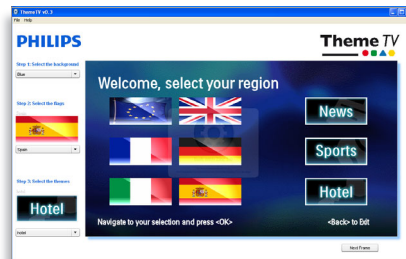 ThemeTV v0.3
File Help
PHILIPS
Theme TV
Step 1: Select the background
Blue
Step 2: Select the flags
Spain
Step 3: Select the themes
Hotel
Hotel
Welcome, select your region
News
Sports
Hotel
Navigate to your selection and press <OK>
<Back> to Exit
Next Frame